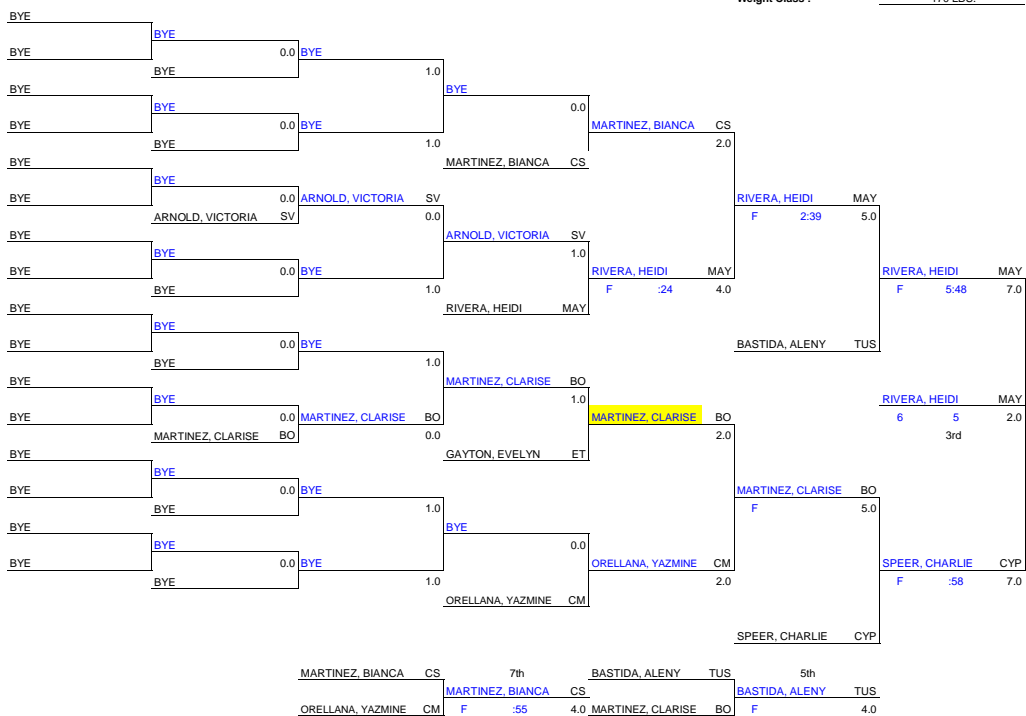 Weight Class :
BYE
BYE
BYE 0.0 BYE
BYE 1.0
BYE BYE
BYE 0.0
BYE 0.0 BYE MARTINEZ, BIANCA CS
BYE 1.0 2.0
BYE MARTINEZ, BIANCA CS
BYE
BYE 0.0 ARNOLD, VICTORIA SV RIVERA, HEIDI MAY
ARNOLD, VICTORIA SV 0.0 F 2:39 5.0
BYE ARNOLD, VICTORIA SV
BYE 1.0
BYE 0.0 BYE RIVERA, HEIDI MAY RIVERA, HEIDI MAY
BYE 1.0 F :24 4.0 F 5:48 7.0
BYE RIVERA, HEIDI MAY
BYE
BYE 0.0 BYE BASTIDA, ALENY TUS
BYE 1.0
BYE MARTINEZ, CLARISE BO
BYE 1.0 RIVERA, HEIDI MAY
BYE 0.0 MARTINEZ, CLARISE BO MARTINEZ, CLARISE BO 6 5 2.0
MARTINEZ, CLARISE BO 0.0 2.0 3rd
BYE GAYTON, EVELYN ET
BYE
BYE 0.0 BYE MARTINEZ, CLARISE BO
BYE 1.0 F 5.0
BYE BYE
BYE 0.0
BYE 0.0 BYE ORELLANA, YAZMINE CM SPEER, CHARLIE CYP
BYE 1.0 2.0 F :58 7.0
ORELLANA, YAZMINE CM
SPEER, CHARLIE CYP
MARTINEZ, BIANCA CS 7th BASTIDA, ALENY TUS 5th
MARTINEZ, BIANCA CS BASTIDA, ALENY TUS
ORELLANA, YAZMINE CM F :55 4.0 MARTINEZ, CLARISE BO F 4.0